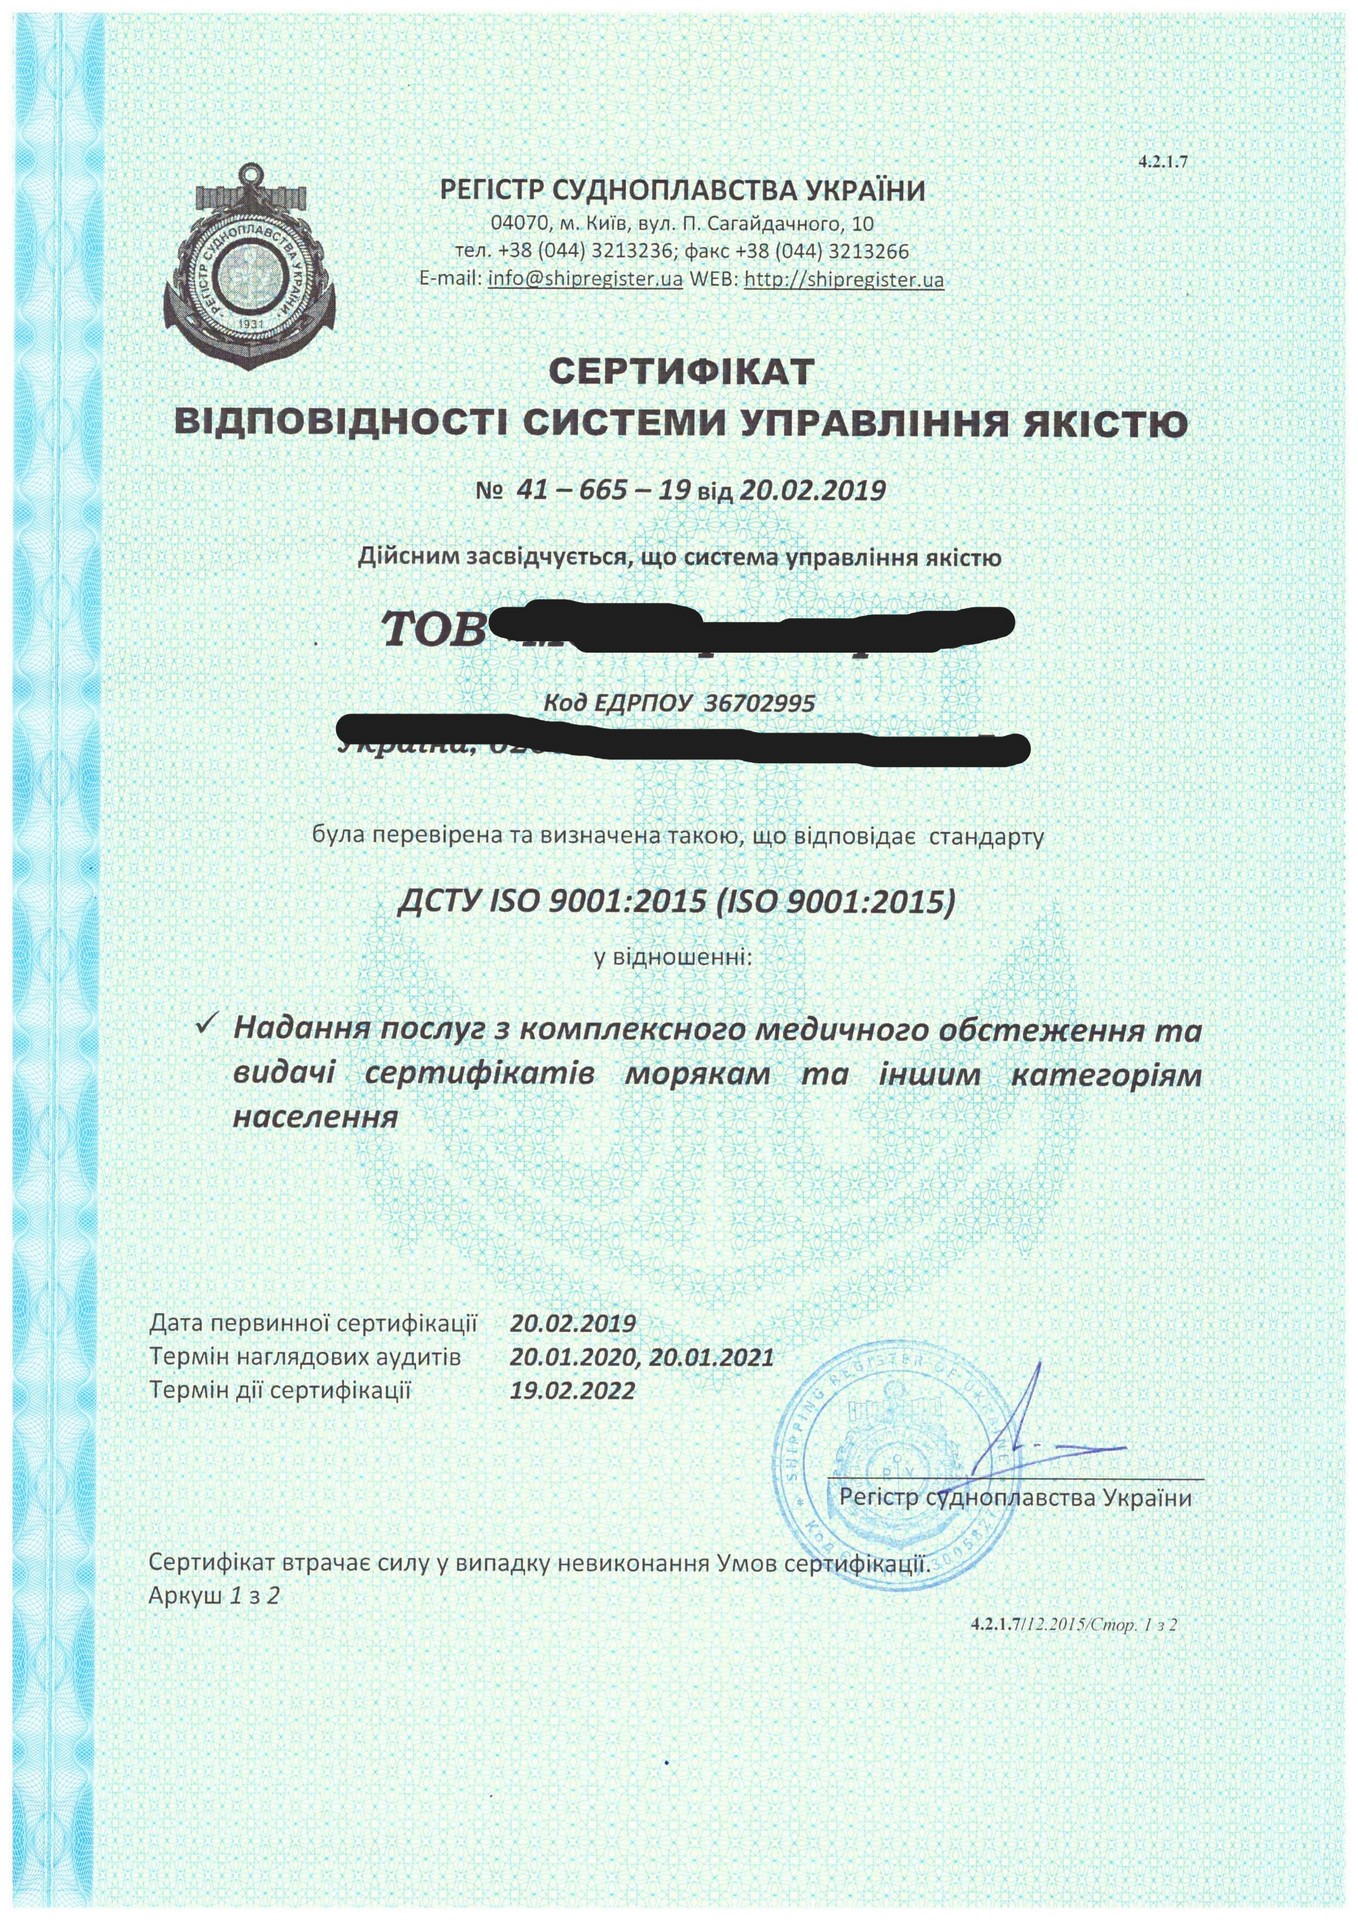 4.2.1.7
РЕГІСТР СУДНОПЛАВСТВА УКРАЇНИ
04070, м. Київ, вул. П. Сагайдачного, 10
тел. +38 (044) 3213236; факс +38 (044) 3213266
E-mail: info@shipregister.ua WEB: http://shipregister.ua
РЕГІСТР СУДНОПЛАВСТВА УКРАЇНИ
1931
СЕРТИФІКАТ
ВІДПОВІДНОСТІ СИСТЕМИ УПРАВЛІННЯ ЯКІСТЮ
№ 41 – 665 – 19 від 20.02.2019
Дійсним засвідчується, що система управління якістю
ТОВ
Код ЕДРПОУ 36702995
Україна,
була перевірена та визначена такою, що відповідає стандарту
ДСТУ ISO 9001:2015 (ISO 9001:2015)
у відношенні:
✓ Надання послуг з комплексного медичного обстеження та
видачі сертифікатів морякам та іншим категоріям
населення
Дата первинної сертифікації 20.02.2019
Термін наглядових аудитів 20.01.2020, 20.01.2021
Термін дії сертифікації 19.02.2022
SHIPPING REGISTER OF UKRAINE
Регістр судноплавства України
Сертифікат втрачає силу у випадку невиконання Умов сертифікації.
Аркуш 1 з 2
4.2.1.7/12.2015/Стор. 1 з 2